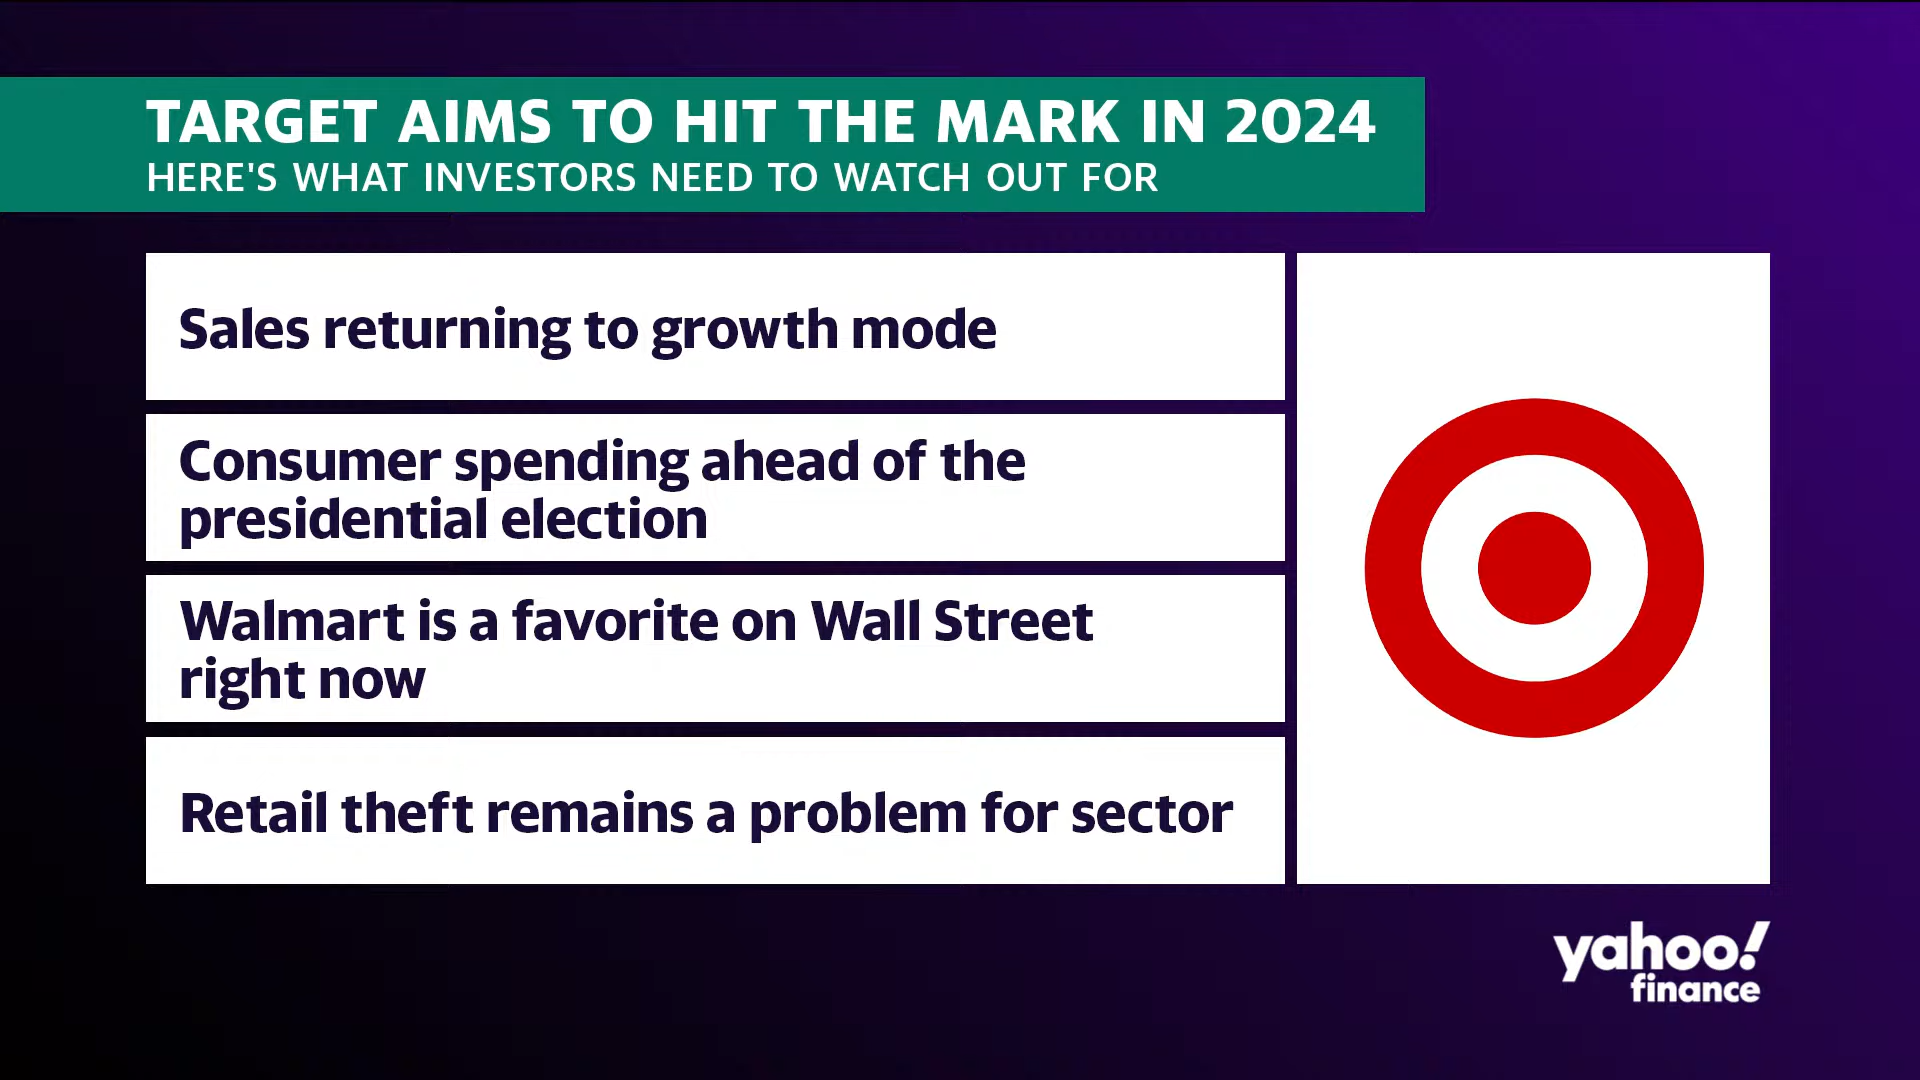 TARGET AIMS TO HIT THE MARK IN 2024
HERE'S WHAT INVESTORS NEED TO WATCH OUT FOR
Sales returning to growth mode
Consumer spending ahead of the
presidential election
Walmart is a favorite on Wall Street
right now
Retail theft remains a problem for sector
yahoo!
finance